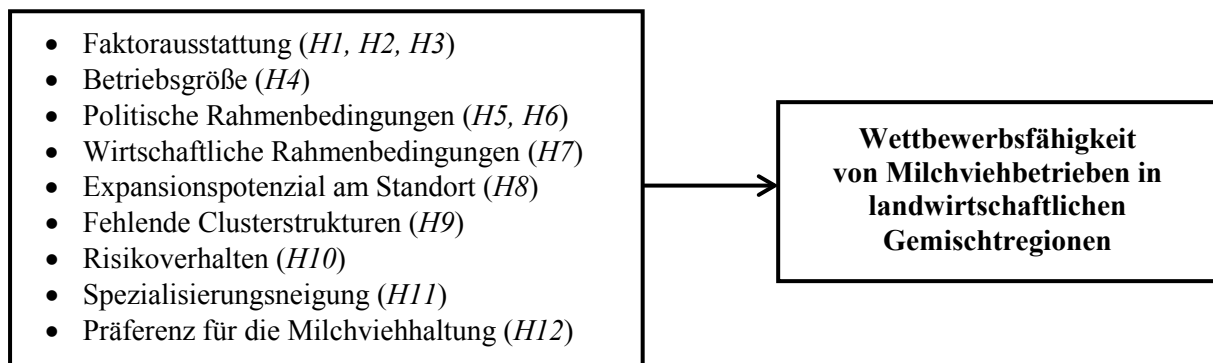 • Faktorausstattung (H1, H2, H3)
• Betriebsgröße (H4)
• Politische Rahmenbedingungen (H5, H6)
• Wirtschaftliche Rahmenbedingungen (H7)
• Expansionspotenzial am Standort (H8)
• Fehlende Clusterstrukturen (H9)
• Risikoverhalten (H10)
• Spezialisierungsneigung (H11)
• Präferenz für die Milchviehhaltung (H12)
Wettbewerbsfähigkeit
von Milchviehbetrieben in
landwirtschaftlichen
Gemischtregionen